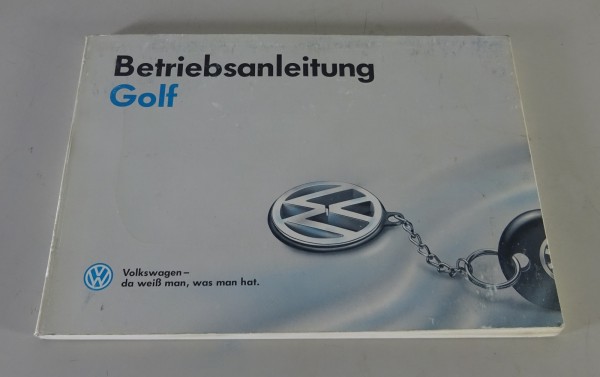 Betriebsanleitung
Golf
Volkswagen –
da weiß man, was man hat.